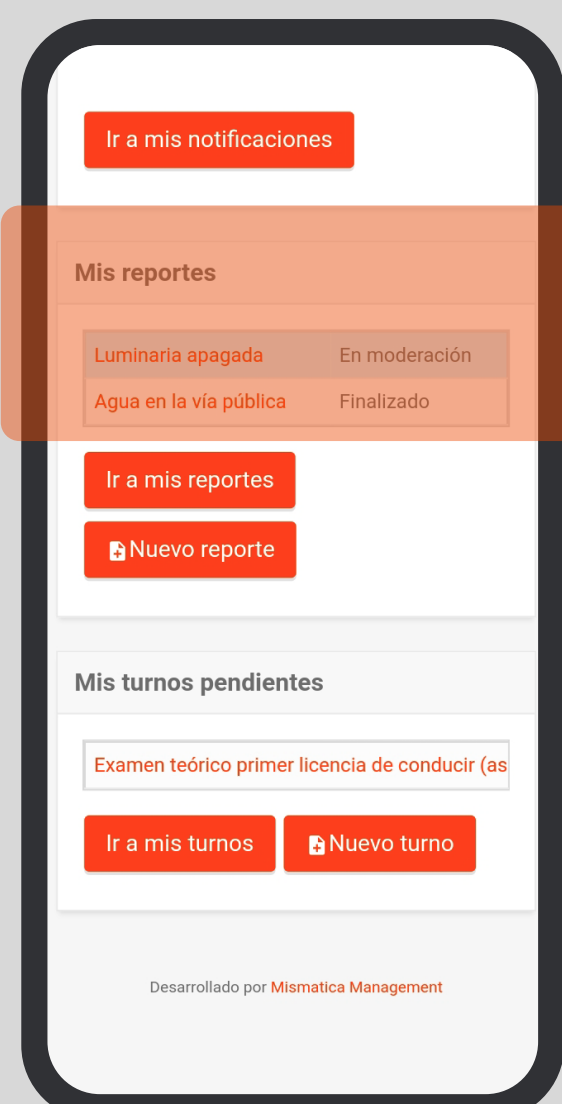 Ir a mis notificaciones
Mis reportes
Luminaria apagada En moderación
Agua en la vía pública Finalizado
Ir a mis reportes
Nuevo reporte
Mis turnos pendientes
Examen teórico primer licencia de conducir (as
Ir a mis turnos Nuevo turno
Desarrollado por Mismatica Management